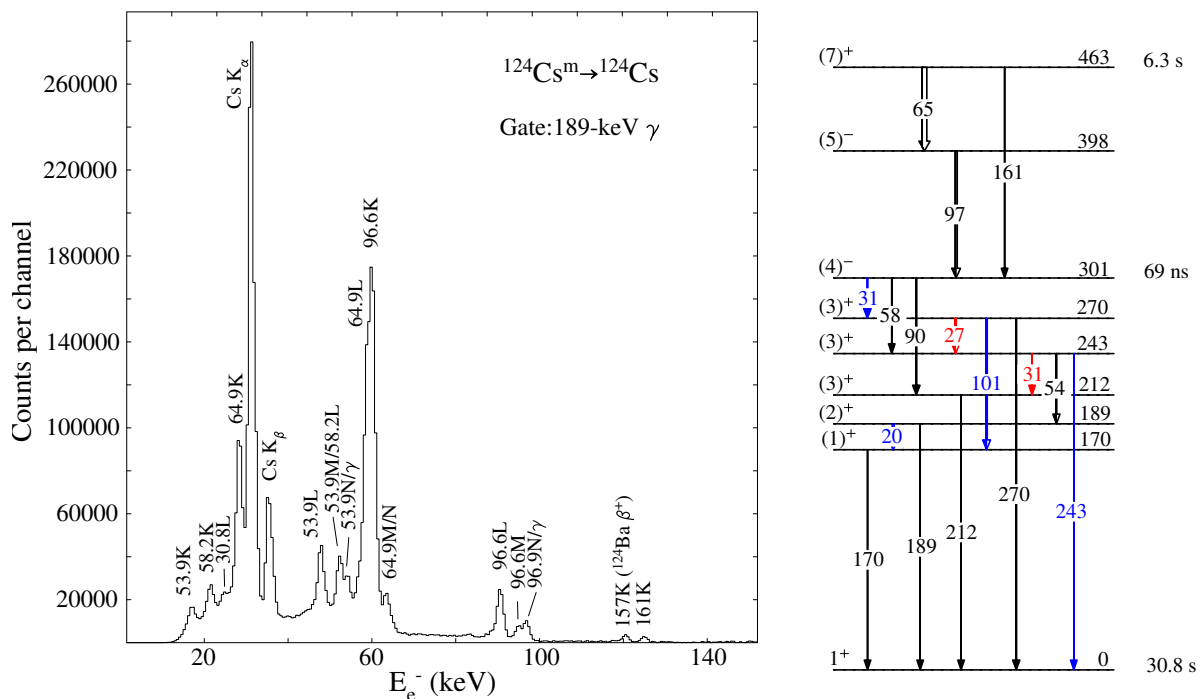 ¹²⁴Csᵐ→¹²⁴Cs
Gate:189-keV γ
Counts per channel
260000
220000
180000
140000
100000
60000
20000
20
60
100
140
E_e⁻ (keV)
53.9K
58.2K
30.8L
64.9K
Cs K_α
Cs K_β
53.9L
53.9M/58.2L
53.9N/γ
64.9L
96.6K
64.9M/N
96.6L
96.6M
96.9N/γ
157K (¹²⁴Ba β⁺)
161K
(7)⁺ 463 6.3 s
65
(5)⁻ 398
161
97
(4)⁻ 301 69 ns
31
58
(3)⁺ 270
90
27
(3)⁺ 243
31
101
54
(3)⁺ 212
(2)⁺ 189
20
(1)⁺ 170
270
243
212
189
170
1⁺ 0 30.8 s